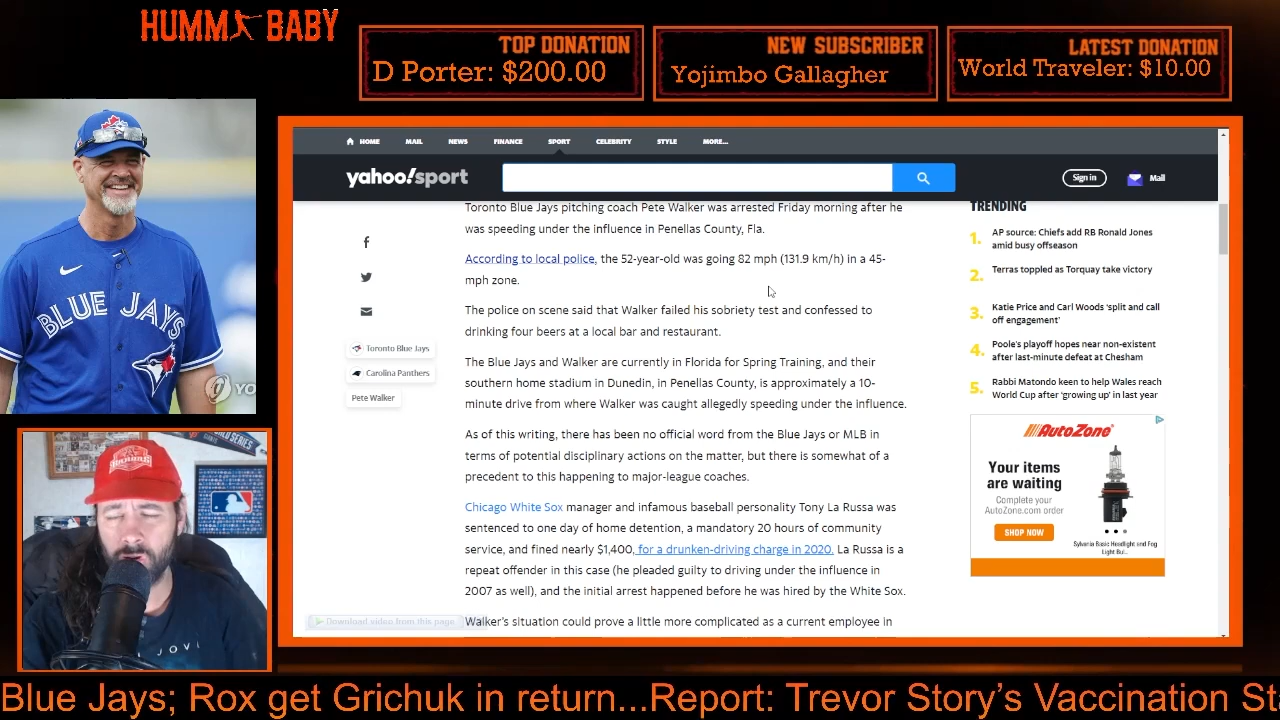 HUMM BABY
TOP DONATION
D Porter: $200.00
NEW SUBSCRIBER
Yojimbo Gallagher
LATEST DONATION
World Traveler: $10.00
HOME MAIL NEWS FINANCE SPORT CELEBRITY STYLE MORE...
yahoo!sport
Sign in
Mail
Toronto Blue Jays pitching coach Pete Walker was arrested Friday morning after he
was speeding under the influence in Penellas County, Fla.
According to local police, the 52-year-old was going 82 mph (131.9 km/h) in a 45-
mph zone.
The police on scene said that Walker failed his sobriety test and confessed to
drinking four beers at a local bar and restaurant.
The Blue Jays and Walker are currently in Florida for Spring Training, and their
southern home stadium in Dunedin, in Penellas County, is approximately a 10-
minute drive from where Walker was caught allegedly speeding under the influence.
As of this writing, there has been no official word from the Blue Jays or MLB in
terms of potential disciplinary actions on the matter, but there is somewhat of a
precedent to this happening to major-league coaches.
Chicago White Sox manager and infamous baseball personality Tony La Russa was
sentenced to one day of home detention, a mandatory 20 hours of community
service, and fined nearly $1,400, for a drunken-driving charge in 2020. La Russa is a
repeat offender in this case (he pleaded guilty to driving under the influence in
2007 as well), and the initial arrest happened before he was hired by the White Sox.
Walker's situation could prove a little more complicated as a current employee in
Toronto Blue Jays
Carolina Panthers
Pete Walker
Download video from this page
TRENDING
1. AP source: Chiefs add RB Ronald Jones
amid busy offseason
2. Terras toppled as Torquay take victory
3. Katie Price and Carl Woods 'split and call
off engagement'
4. Poole's playoff hopes near non-existent
after last-minute defeat at Chesham
5. Rabbi Matondo keen to help Wales reach
World Cup after 'growing up' in last year
AutoZone
Your items
are waiting
Complete your
AutoZone.com order
SHOP NOW
Sylvania Basic Headlight and Fog
Light Bul...
BLUE JAYS
YO
Blue Jays; Rox get Grichuk in return...Report: Trevor Story's Vaccination St